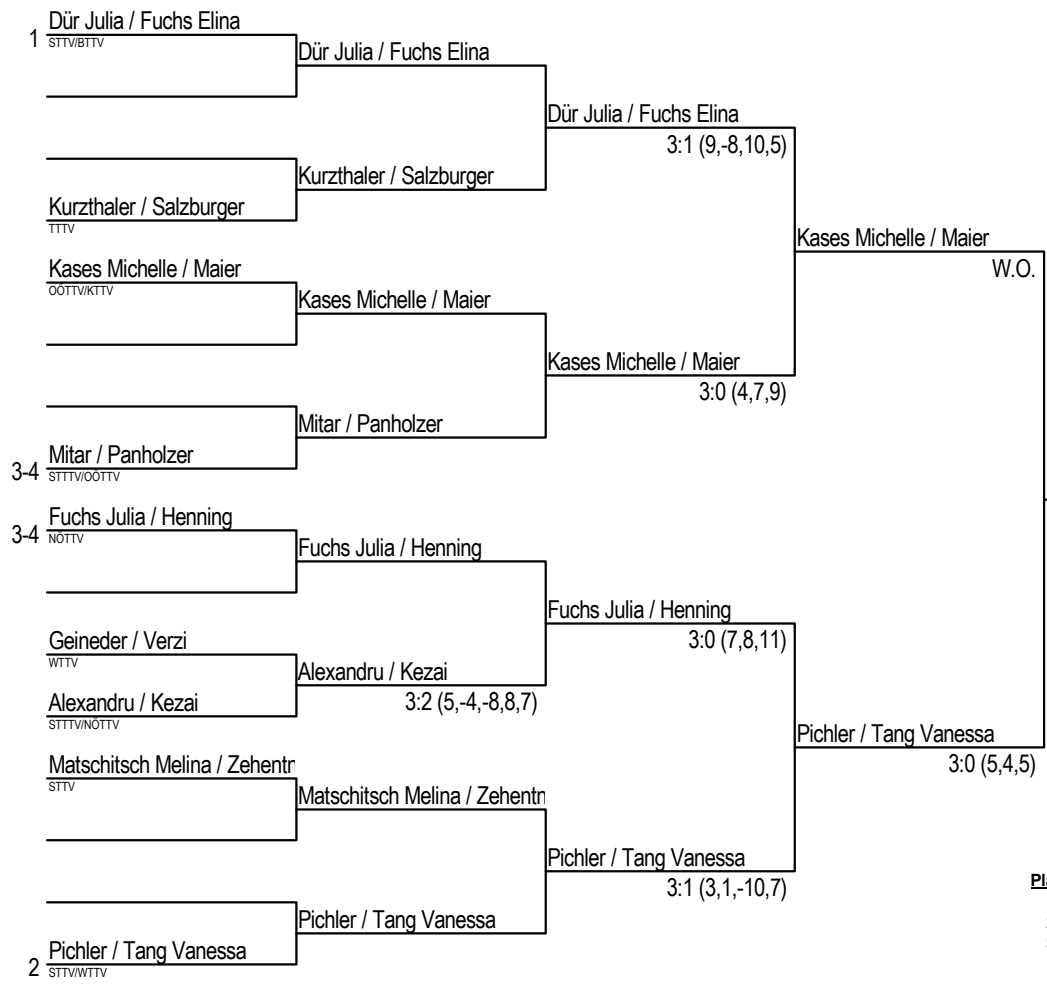 Dür Julia / Fuchs Elina
1
STTV/BTTV
Dür Julia / Fuchs Elina
Dür Julia / Fuchs Elina
3:1 (9,-8,10,5)
Kurzthaler / Salzburger
Kurzthaler / Salzburger
TTTV
Kases Michelle / Maier
W.O.
Kases Michelle / Maier
OÖTTV/KTTV
Kases Michelle / Maier
Kases Michelle / Maier
3:0 (4,7,9)
Mitar / Panholzer
Mitar / Panholzer
3-4
STTTV/OÖTTV
Fuchs Julia / Henning
3-4
NÖTTV
Fuchs Julia / Henning
Fuchs Julia / Henning
3:0 (7,8,11)
Geineder / Verzi
WTTV
Alexandru / Kezai
3:2 (5,-4,-8,8,7)
Alexandru / Kezai
STTTV/NÖTTV
Pichler / Tang Vanessa
3:0 (5,4,5)
Matschitsch Melina / Zehentn
STTV
Matschitsch Melina / Zehentn
Pichler / Tang Vanessa
3:1 (3,1,-10,7)
Pichler / Tang Vanessa
Pichler / Tang Vanessa
2
STTV/WTTV